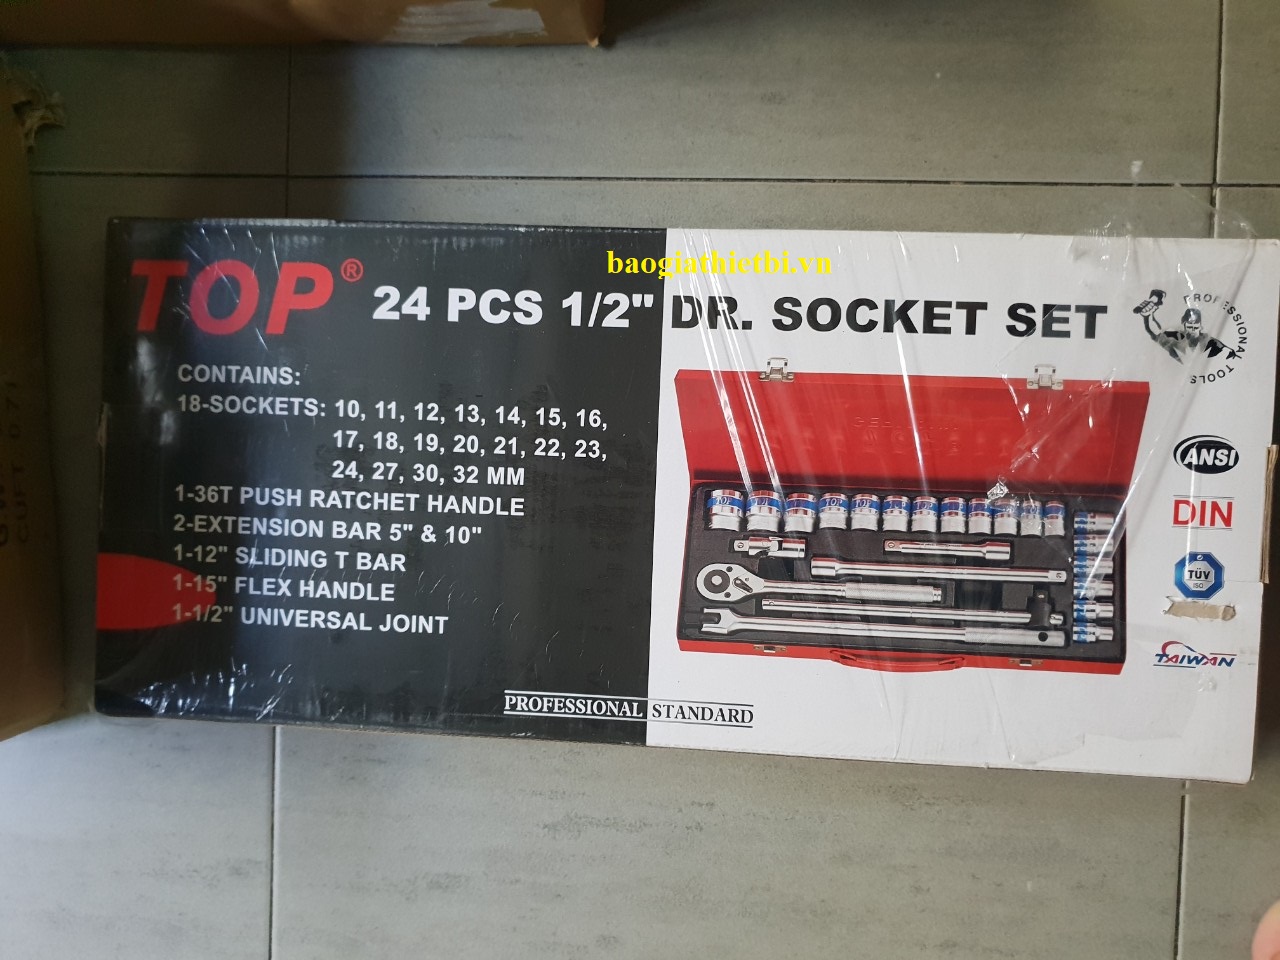 baogiathietbi.vn
TOP®
24 PCS 1/2" DR. SOCKET SET
PROFESSIONAL TOOLS
CONTAINS:
18-SOCKETS: 10, 11, 12, 13, 14, 15, 16,
17, 18, 19, 20, 21, 22, 23,
24, 27, 30, 32 MM
1-36T PUSH RATCHET HANDLE
2-EXTENSION BAR 5" & 10"
1-12" SLIDING T BAR
1-15" FLEX HANDLE
1-1/2" UNIVERSAL JOINT
ANSI
DIN
TÜV
ISO
TAIWAN
PROFESSIONAL STANDARD